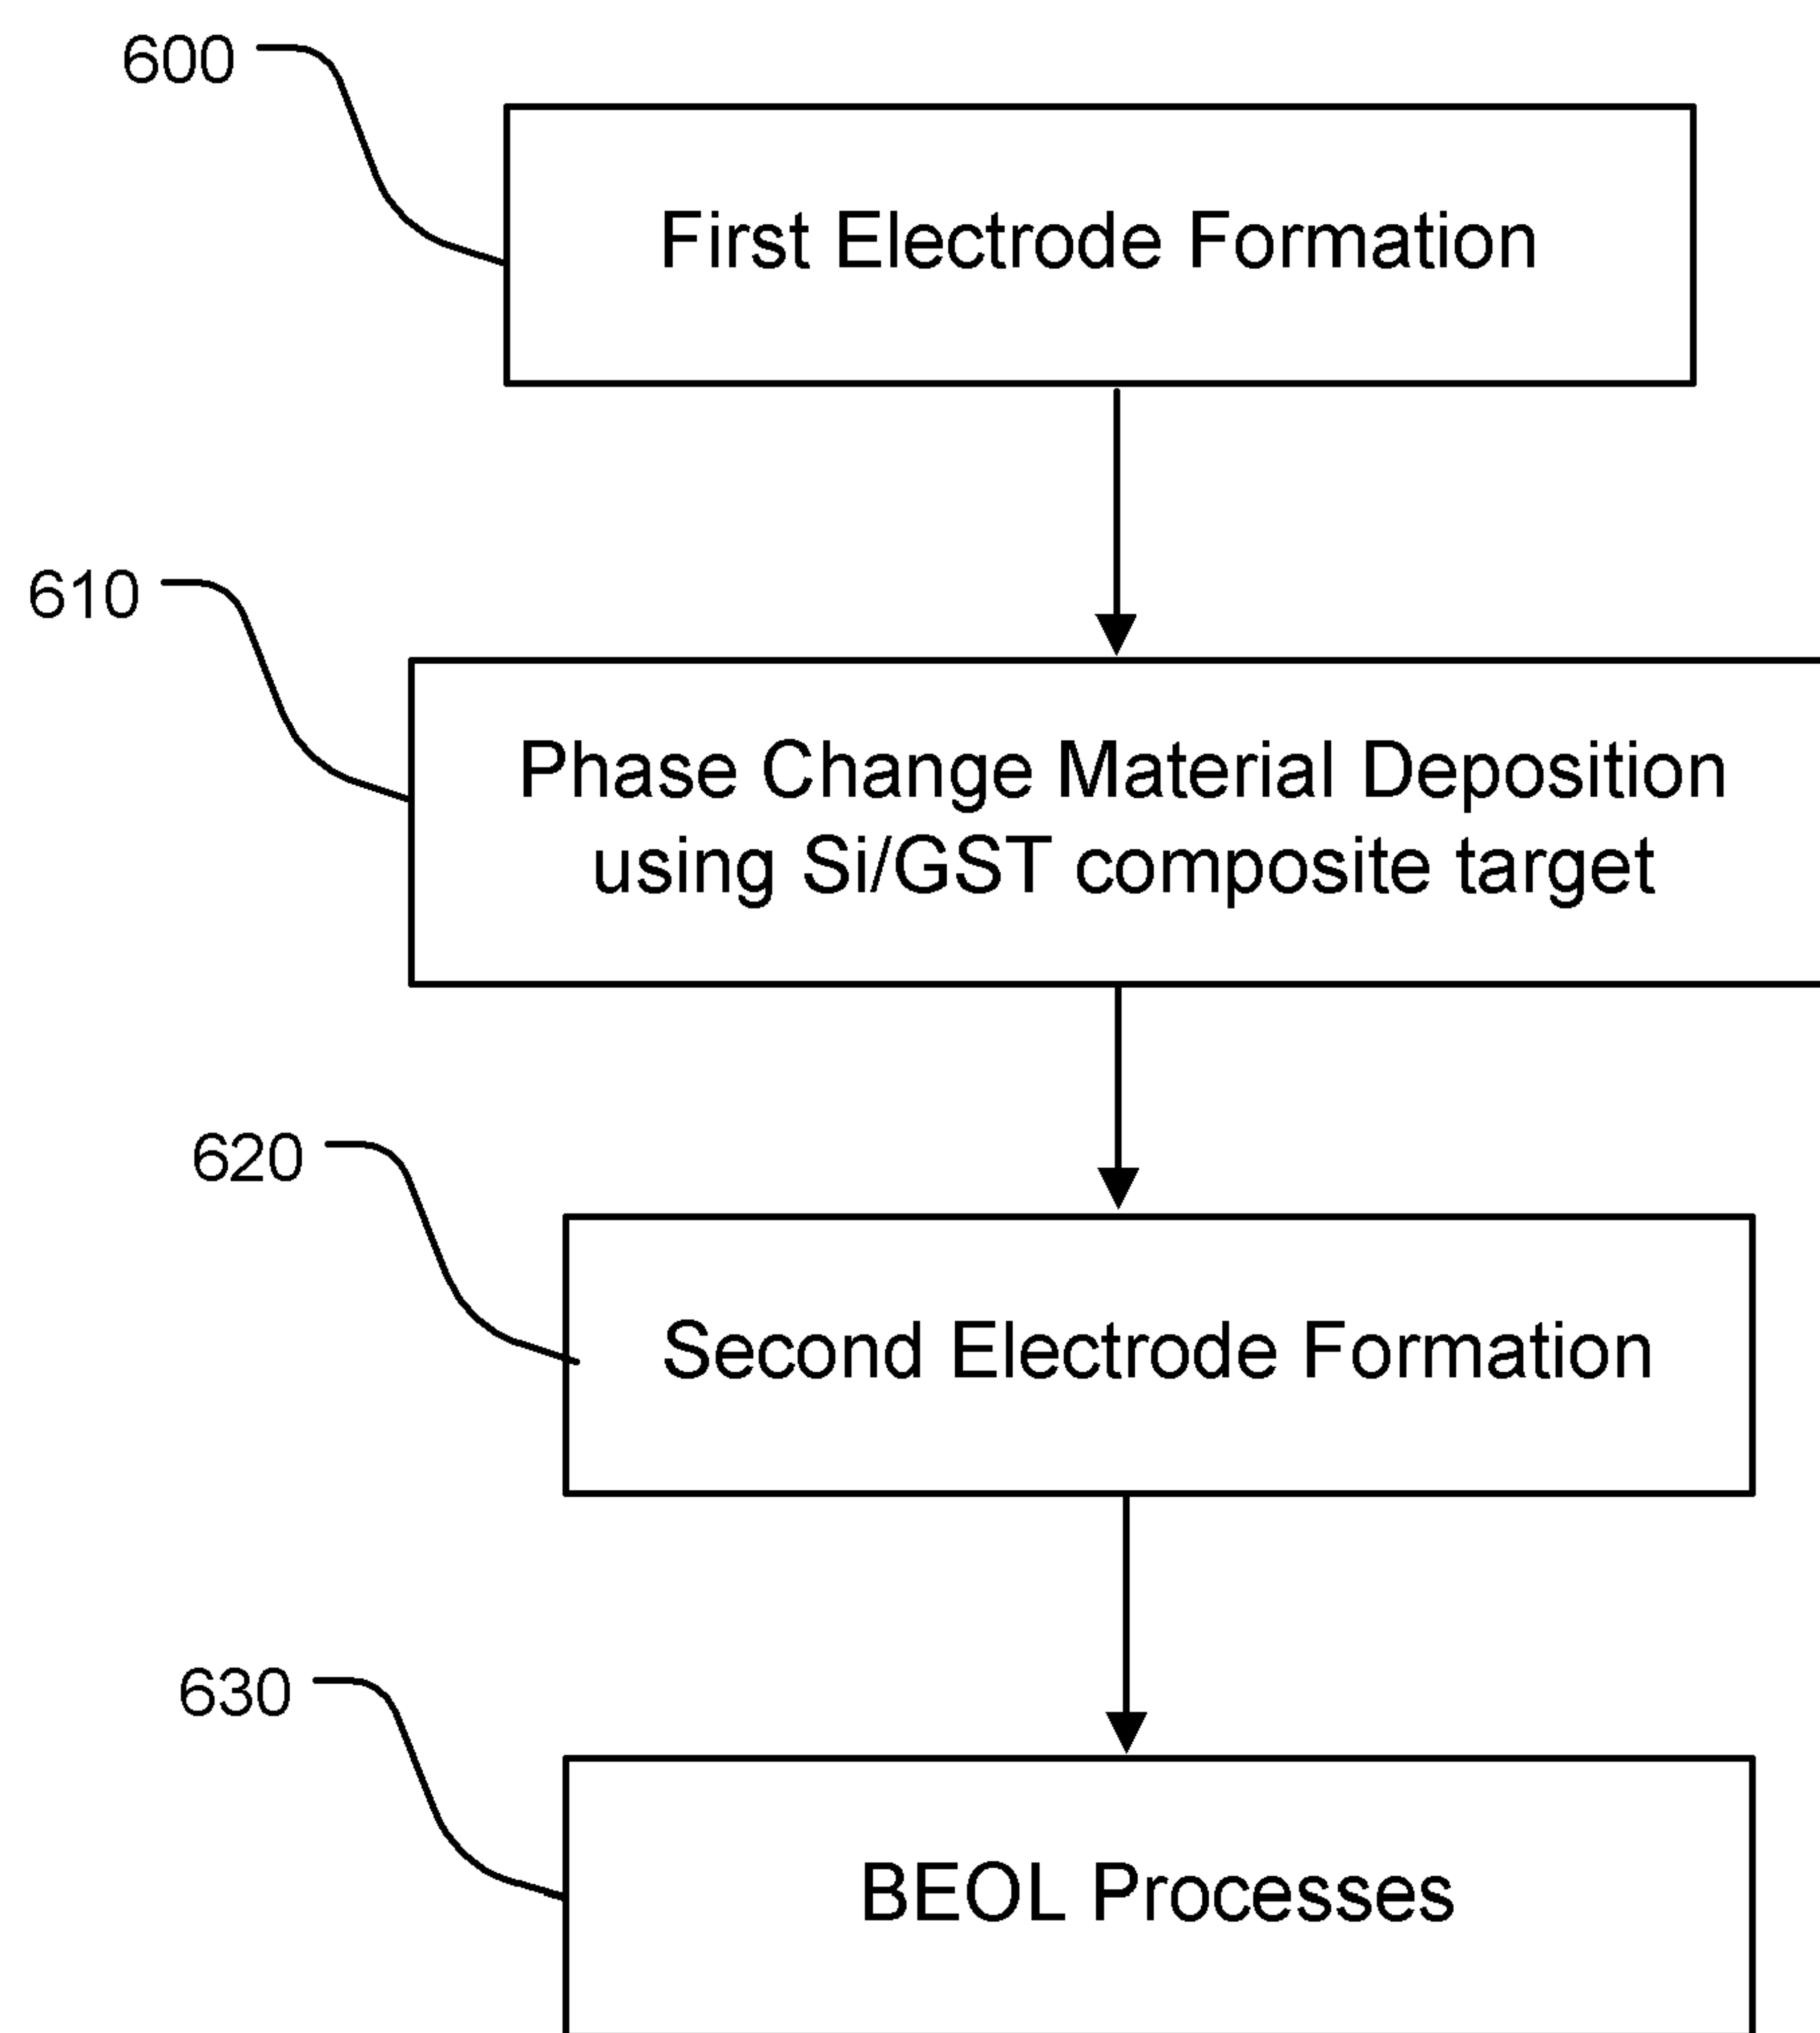 600
First Electrode Formation
610
Phase Change Material Deposition
using Si/GST composite target
620
Second Electrode Formation
630
BEOL Processes